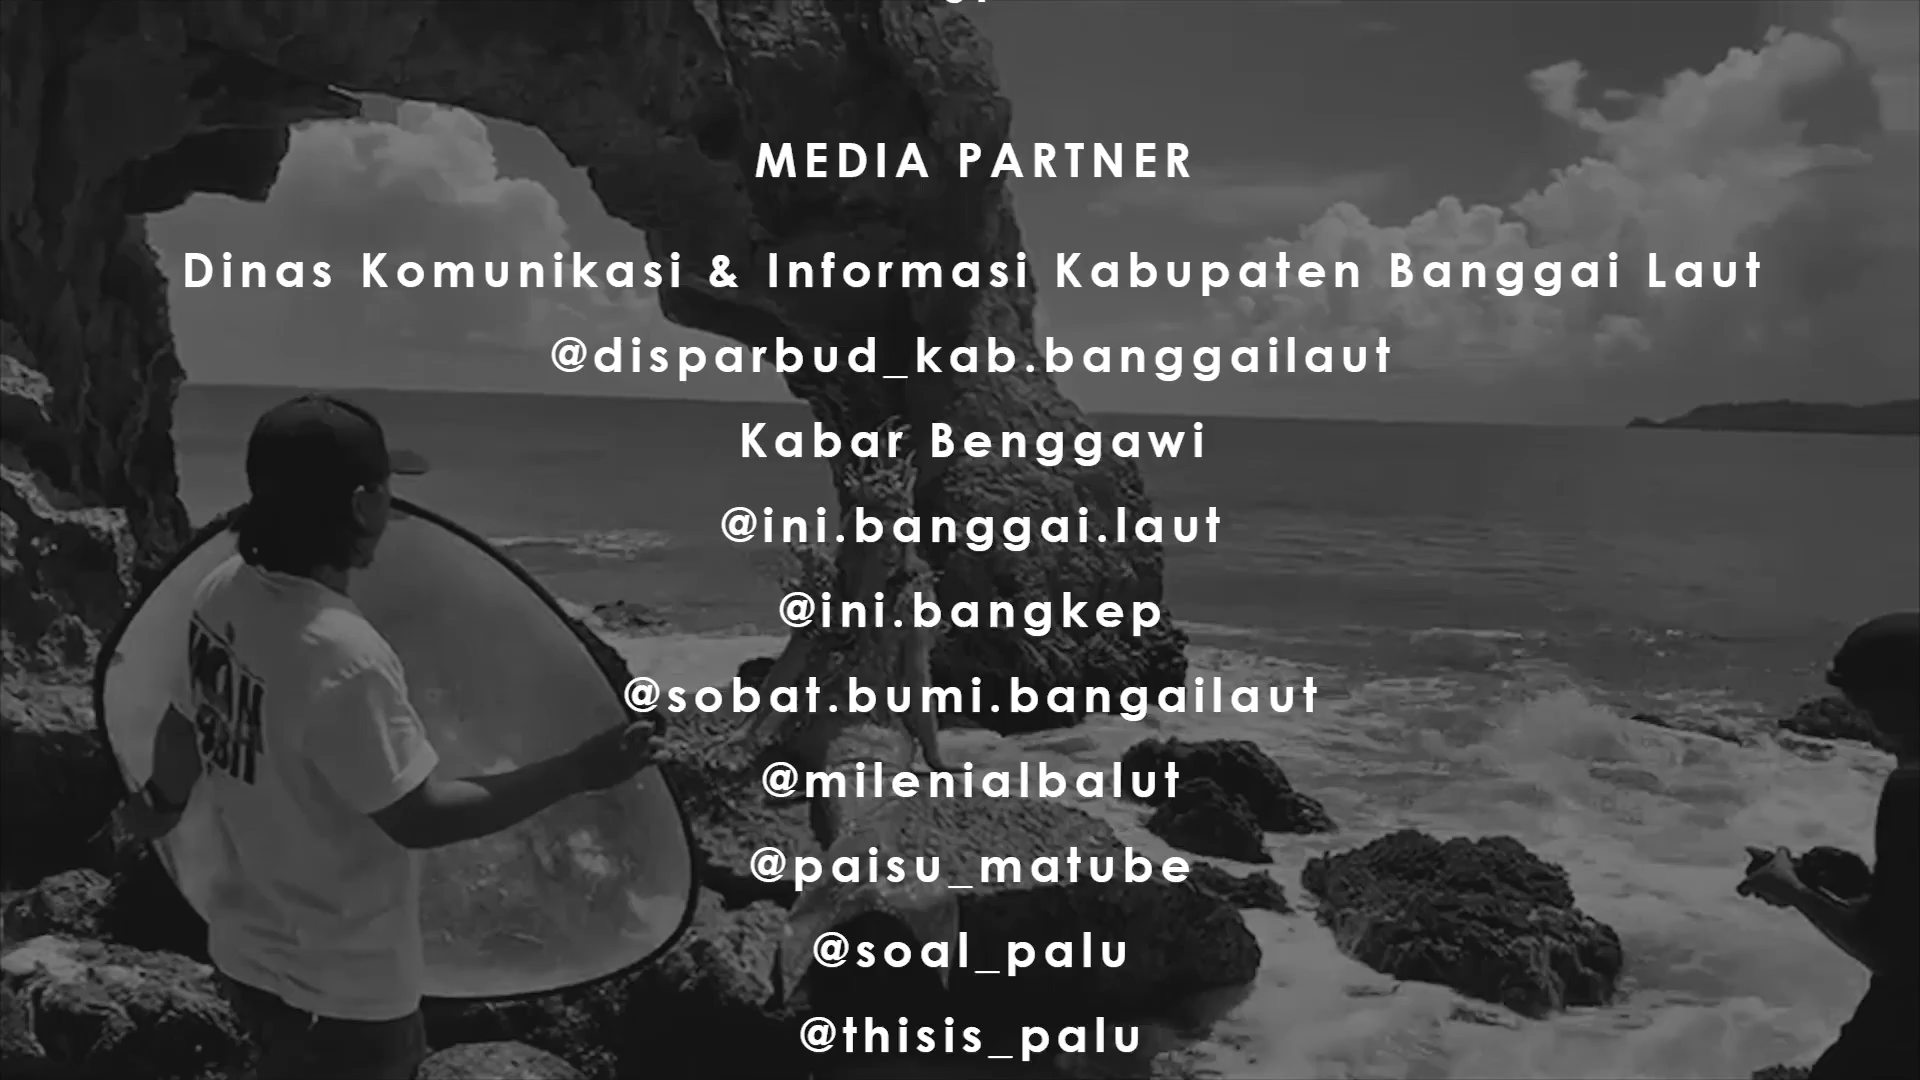 MEDIA PARTNER
Dinas Komunikasi & Informasi Kabupaten Banggai Laut
@disparbud_kab.banggailaut
Kabar Benggawi
@ini.banggai.laut
@ini.bangkep
@sobat.bumi.bangailaut
@milenialbalut
@paisu_matube
@soal_palu
@thisis_palu